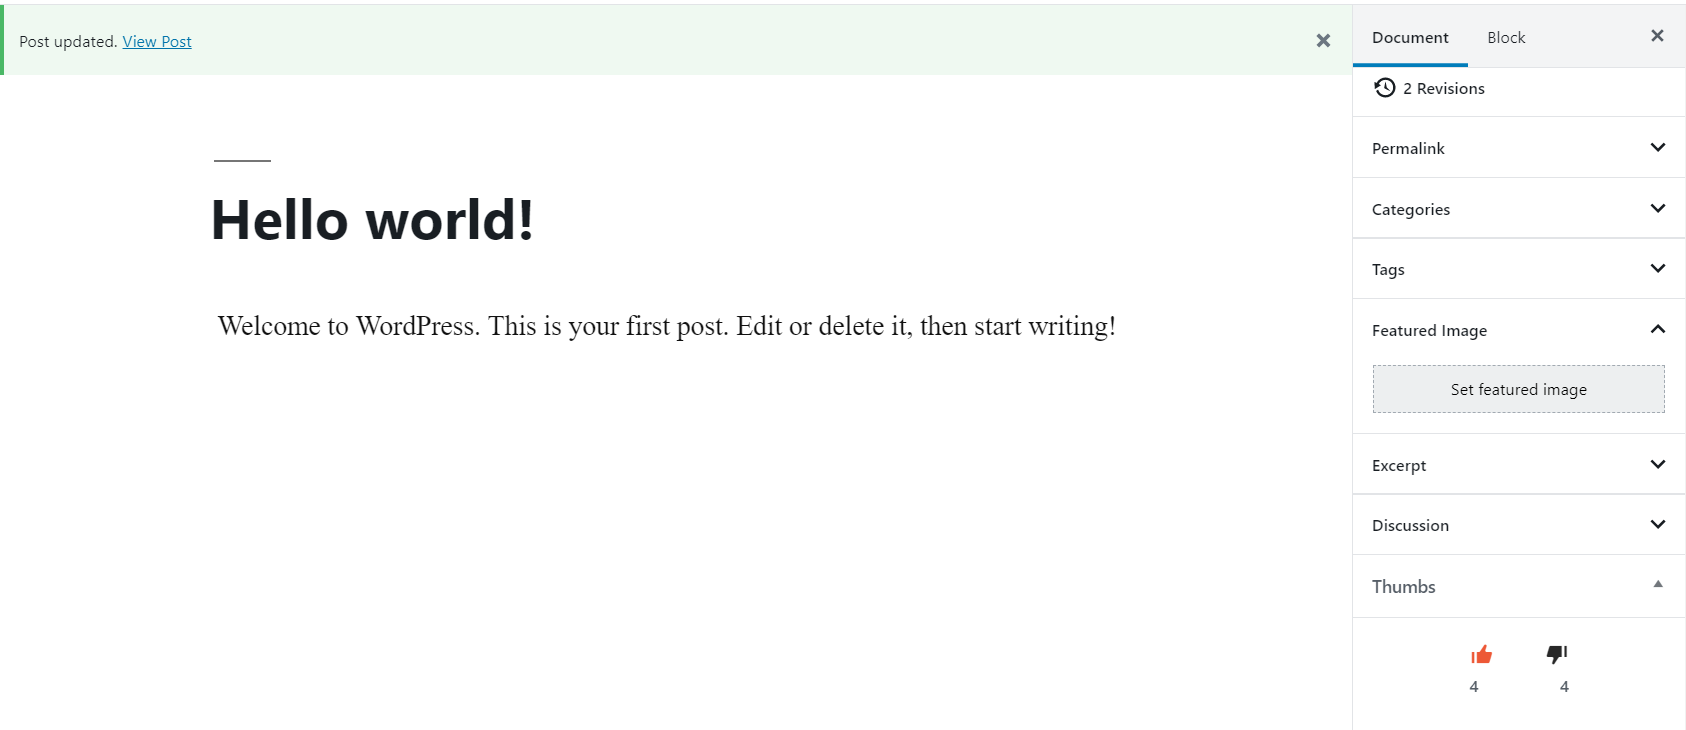 Post updated. View Post
Document Block
2 Revisions
Permalink
Categories
Tags
Featured Image
Set featured image
Excerpt
Discussion
Thumbs
4 4
Hello world!
Welcome to WordPress. This is your first post. Edit or delete it, then start writing!